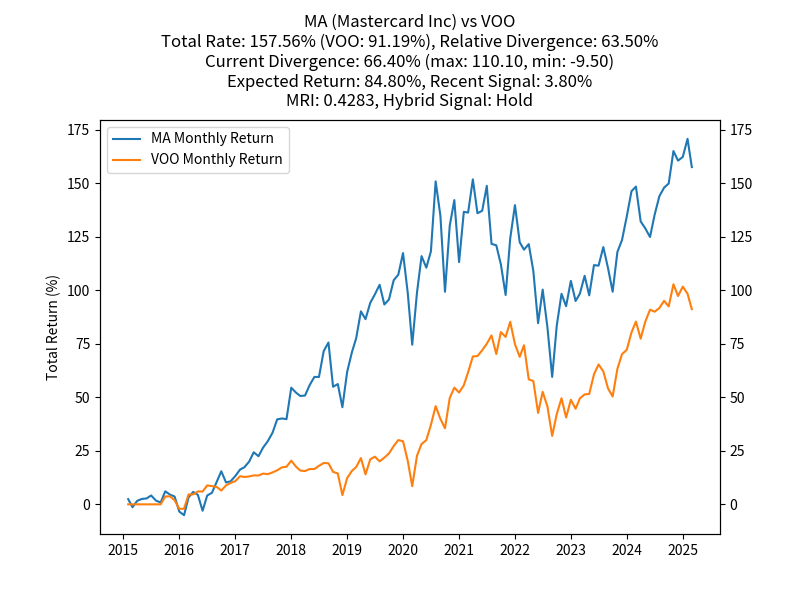 MA (Mastercard Inc) vs VOO
Total Rate: 157.56% (VOO: 91.19%), Relative Divergence: 63.50%
Current Divergence: 66.40% (max: 110.10, min: -9.50)
Expected Return: 84.80%, Recent Signal: 3.80%
MRI: 0.4283, Hybrid Signal: Hold
MA Monthly Return
VOO Monthly Return
Total Return (%)
175
150
125
100
75
50
25
0
175
150
125
100
75
50
25
0
2015 2016 2017 2018 2019 2020 2021 2022 2023 2024 2025